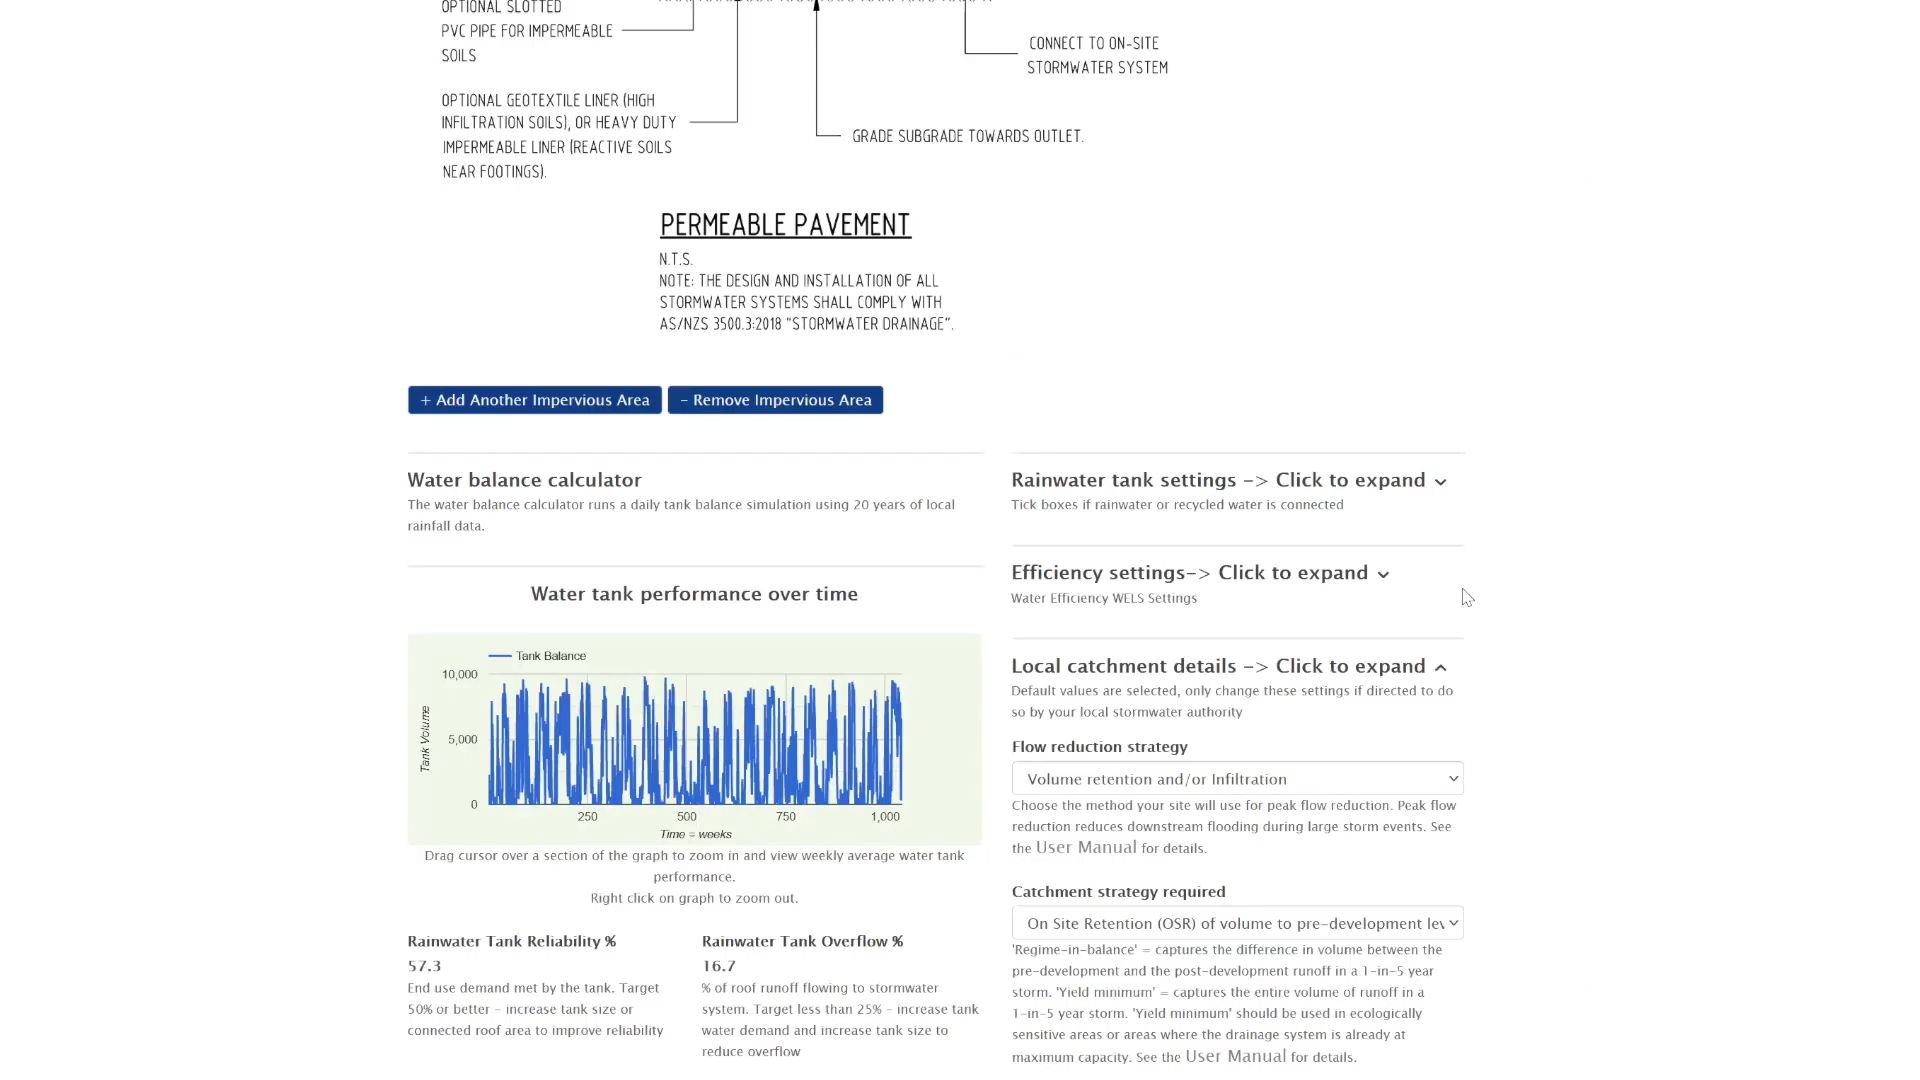 OPTIONAL SLOTTED
PVC PIPE FOR IMPERMEABLE
SOILS
CONNECT TO ON-SITE
STORMWATER SYSTEM
OPTIONAL GEOTEXTILE LINER (HIGH
INFILTRATION SOILS), OR HEAVY DUTY
IMPERMEABLE LINER (REACTIVE SOILS
NEAR FOOTINGS).
GRADE SUBGRADE TOWARDS OUTLET.
PERMEABLE PAVEMENT
N.T.S.
NOTE: THE DESIGN AND INSTALLATION OF ALL
STORMWATER SYSTEMS SHALL COMPLY WITH
AS/NZS 3500.3:2018 "STORMWATER DRAINAGE".
+ Add Another Impervious Area
- Remove Impervious Area
Water balance calculator
The water balance calculator runs a daily tank balance simulation using 20 years of local
rainfall data.
Water tank performance over time
Tank Balance
10,000
5,000
0
Tank Volume
250
500
750
1,000
Time = weeks
Drag cursor over a section of the graph to zoom in and view weekly average water tank
performance.
Right click on graph to zoom out.
Rainwater Tank Reliability %
57.3
End use demand met by the tank. Target
50% or better - increase tank size or
connected roof area to improve reliability
Rainwater Tank Overflow %
16.7
% of roof runoff flowing to stormwater
system. Target less than 25% - increase tank
water demand and increase tank size to
reduce overflow
Rainwater tank settings -> Click to expand
Tick boxes if rainwater or recycled water is connected
Efficiency settings-> Click to expand
Water Efficiency WELS Settings
Local catchment details -> Click to expand
Default values are selected, only change these settings if directed to do
so by your local stormwater authority
Flow reduction strategy
Volume retention and/or Infiltration
Choose the method your site will use for peak flow reduction. Peak flow
reduction reduces downstream flooding during large storm events. See
the User Manual for details.
Catchment strategy required
On Site Retention (OSR) of volume to pre-development lev
'Regime-in-balance' = captures the difference in volume between the
pre-development and the post-development runoff in a 1-in-5 year
storm. 'Yield minimum' = captures the entire volume of runoff in a
1-in-5 year storm. 'Yield minimum' should be used in ecologically
sensitive areas or areas where the drainage system is already at
maximum capacity. See the User Manual for details.